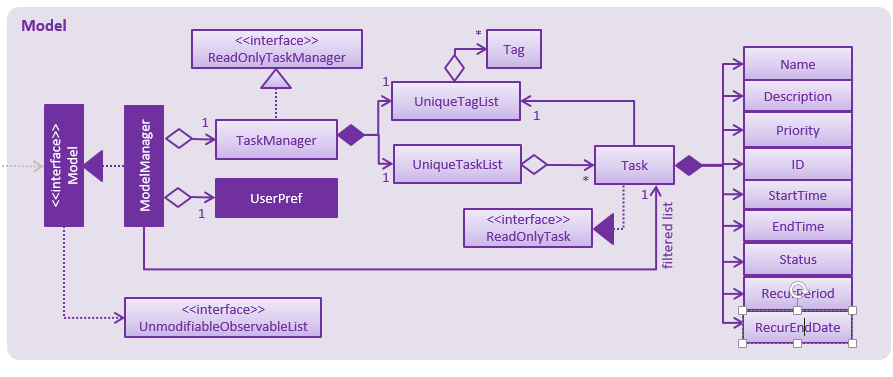 Model
<<interface>>
ReadOnlyTaskManager
*
Tag
Name
Description
Priority
ID
StartTime
EndTime
Status
RecurPeriod
RecurEndDate
1
UniqueTagList
1
TaskManager
1
<<interface>>
Model
ModelManager
UniqueTaskList
1
*
Task
1
1
UserPref
<<interface>>
ReadOnlyTask
filtered list
<<interface>>
UnmodifiableObservableList